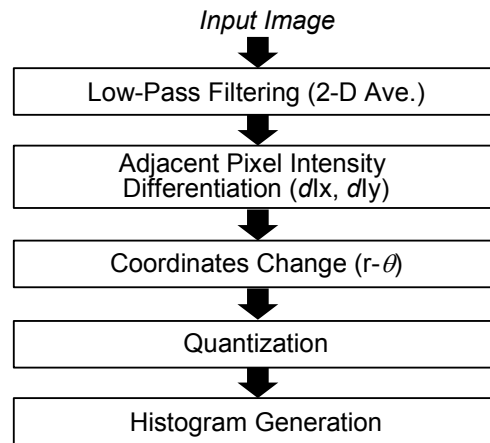 Input Image
Low-Pass Filtering (2-D Ave.)
Adjacent Pixel Intensity
Differentiation (dIx, dIy)
Coordinates Change (r-θ)
Quantization
Histogram Generation